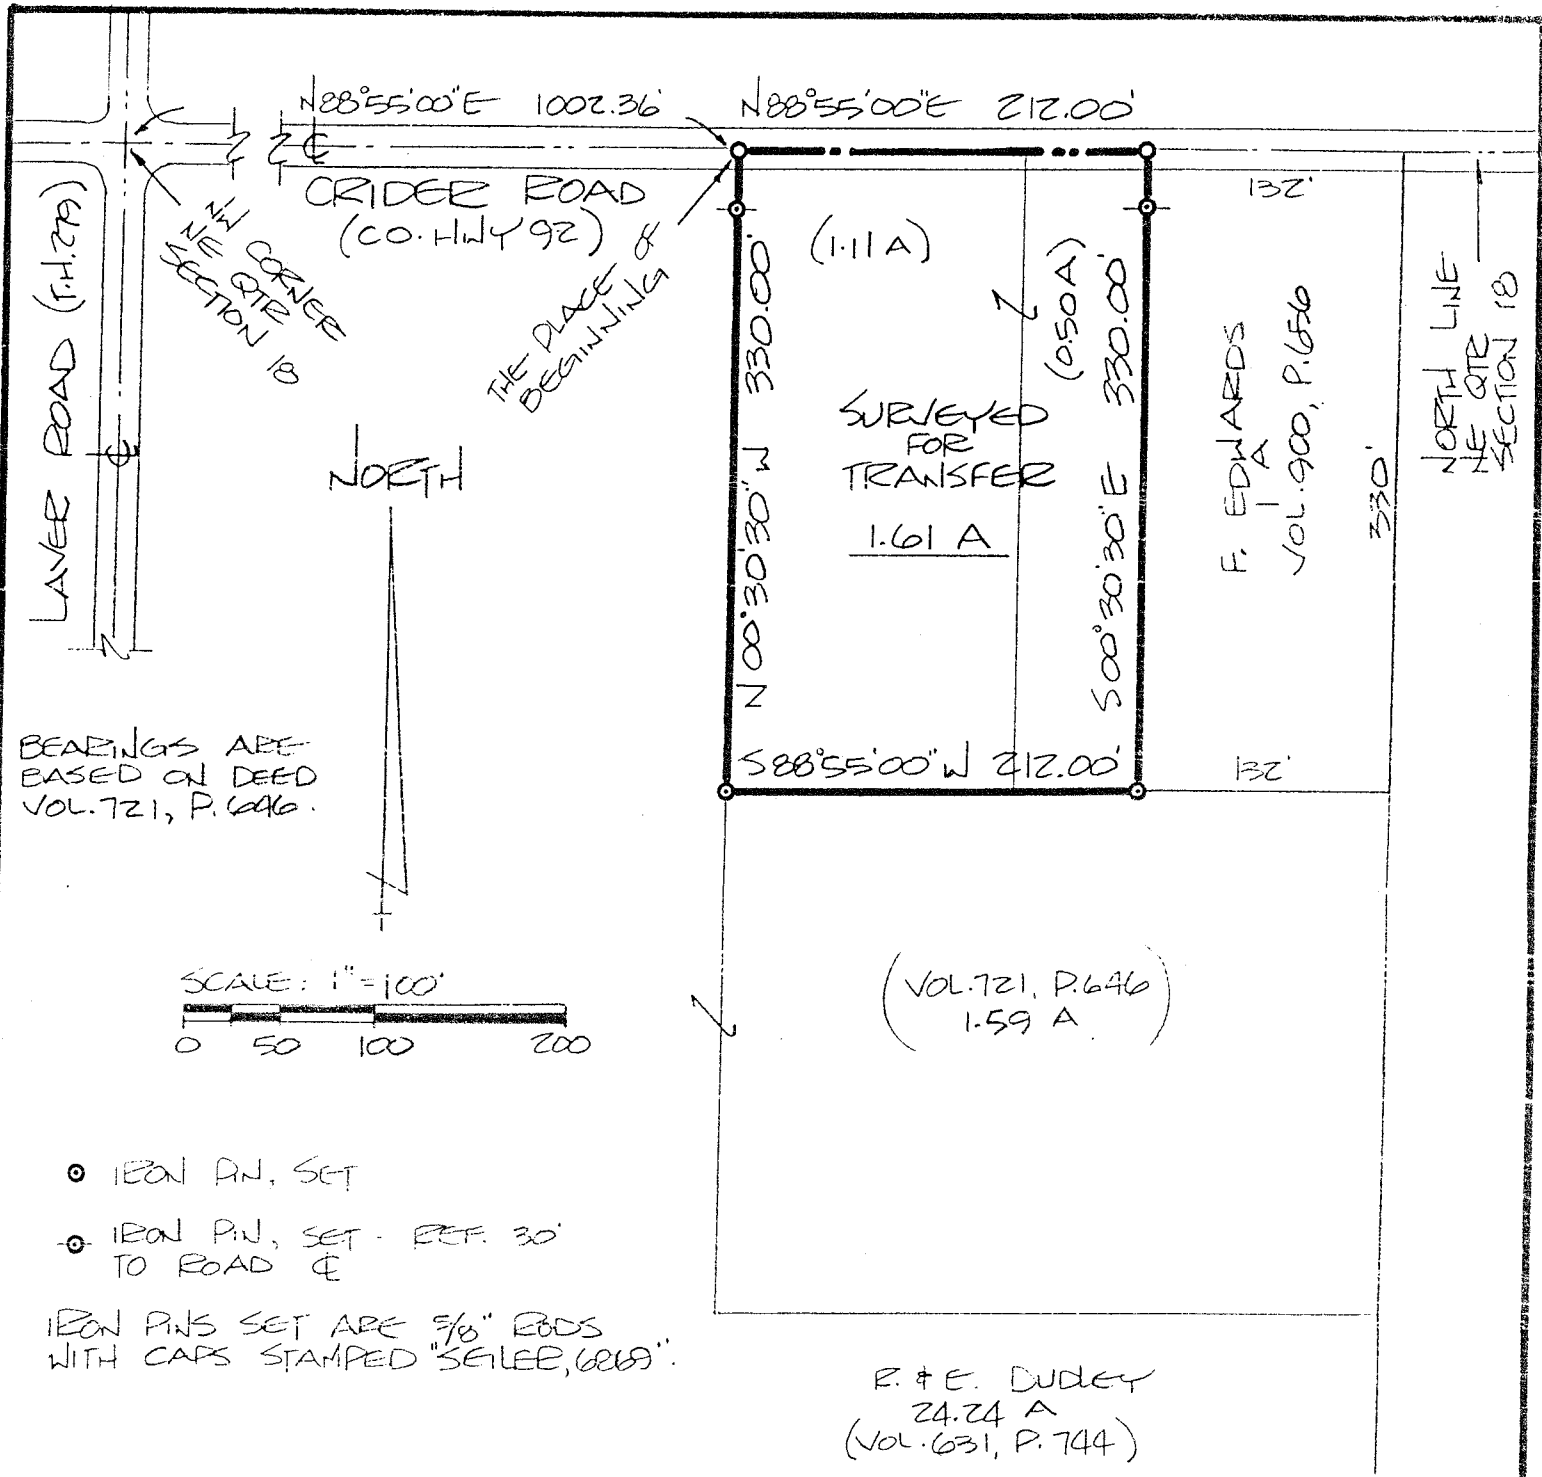 N88°55'00"E 1002.36'
N88°55'00"E 212.00'
CRIDER ROAD
(CO. HWY 92)
132'
LAVER ROAD (T.H.279)
NW CORNER
NE QTR
SECTION 18
THE PLACE OF
BEGINNING
(1.11 A)
(0.50A)
N 00°30'30" W 330.00'
S 00°30'30" E 330.00'
SURVEYED
FOR
TRANSFER
1.61 A
F. EDWARDS
1 A
VOL. 900, P. 656
330'
NORTH LINE
NE QTR
SECTION 18
NORTH
S 88°55'00" W 212.00'
132'
BEARINGS ARE
BASED ON DEED
VOL. 721, P. 646.
SCALE: 1"=100'
0 50 100 200
(VOL. 721, P. 646)
1.59 A
IRON PIN, SET
IRON PIN, SET - REF. 30'
TO ROAD ℄
IRON PINS SET ARE 5/8" RODS
WITH CAPS STAMPED "SEILER, 6269".
R. & E. DUDLEY
24.24 A
(VOL. 631, P. 744)